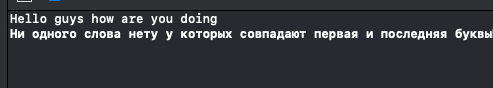 Hello guys how are you doing
Ни одного слова нету у которых совпадают первая и последняя буквы